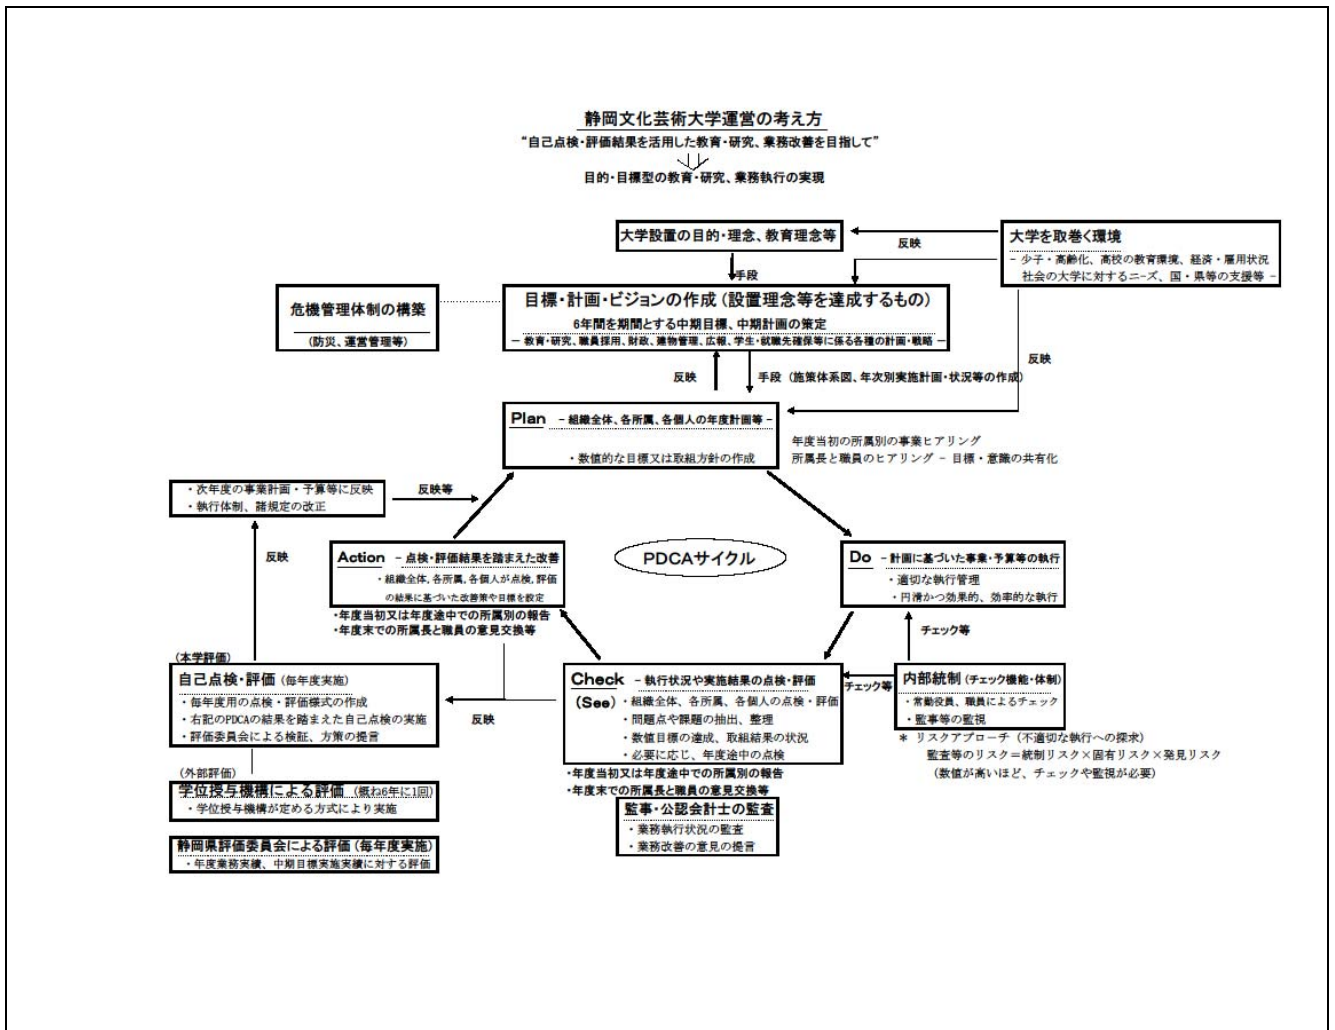 静岡文化芸術大学運営の考え方
“自己点検・評価結果を活用した教育・研究、業務改善を目指して”
目的・目標型の教育・研究、業務執行の実現
大学設置の目的・理念、教育理念等
反映
大学を取巻く環境
− 少子・高齢化、高校の教育環境、経済・雇用状況
社会の大学に対するニーズ、国・県等の支援等 −
手段
危機管理体制の構築
(防災、運営管理等)
目標・計画・ビジョンの作成 (設置理念等を達成するもの)
6年間を期間とする中期目標、中期計画の策定
− 教育・研究、職員採用、財政、建物管理、広報、学生・就職先確保等に係る各種の計画・戦略 −
反映
反映
手段 (施策体系図、年次別実施計画・状況等の作成)
Plan − 組織全体、各所属、各個人の年度計画等 −
・数値的な目標又は取組方針の作成
年度当初の所属別の事業ヒアリング
所属長と職員のヒアリング − 目標・意識の共有化
・次年度の事業計画・予算等に反映
・執行体制、諸規定の改正
反映等
反映
Action − 点検・評価結果を踏まえた改善
・組織全体、各所属、各個人が点検、評価
の結果に基づいた改善策や目標を設定
・年度当初又は年度途中での所属別の報告
・年度末での所属長と職員の意見交換等
PDCAサイクル
Do −計画に基づいた事業・予算等の執行
・適切な執行管理
・円滑かつ効果的、効率的な執行
チェック等
(本学評価)
自己点検・評価 (毎年度実施)
・毎年度用の点検・評価様式の作成
・右記のPDCAの結果を踏まえた自己点検の実施
・評価委員会による検証、方策の提言
反映
Check − 執行状況や実施結果の点検・評価
(See) ・組織全体、各所属、各個人の点検・評価
・問題点や課題の抽出、整理
・数値目標の達成、取組結果の状況
・必要に応じ、年度途中の点検
・年度当初又は年度途中での所属別の報告
・年度末での所属長と職員の意見交換等
チェック等
内部統制 (チェック機能・体制)
・常勤役員、職員によるチェック
・監事等の監視
＊ リスクアプローチ (不適切な執行への探求)
監査等のリスク＝統制リスク×固有リスク×発見リスク
(数値が高いほど、チェックや監視が必要)
(外部評価)
学位授与機構による評価 (概ね6年に1回)
・学位授与機構が定める方式により実施
監事・公認会計士の監査
・業務執行状況の監査
・業務改善の意見の提言
静岡県評価委員会による評価 (毎年度実施)
・年度業務実績、中期目標実施実績に対する評価